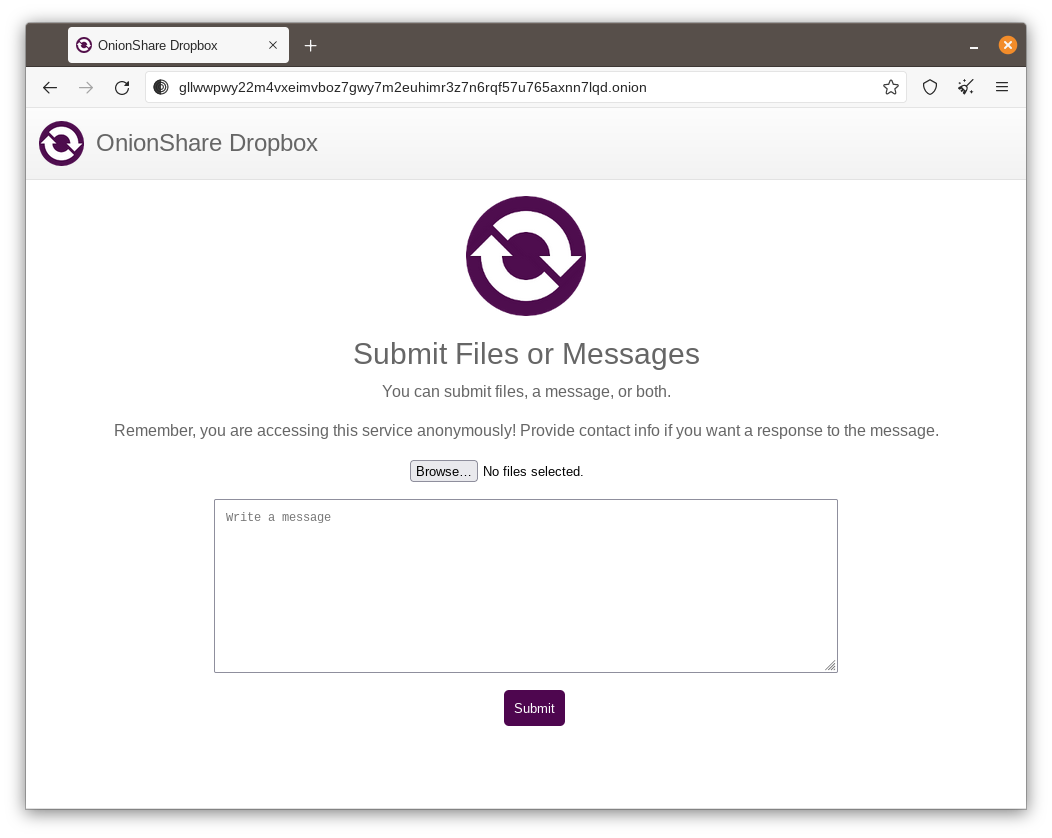 OnionShare Dropbox
gllwwpwy22m4vxeimvboz7gwy7m2euhimr3z7n6rqf57u765axnn7lqd.onion
OnionShare Dropbox
Submit Files or Messages
You can submit files, a message, or both.
Remember, you are accessing this service anonymously! Provide contact info if you want a response to the message.
Browse… No files selected.
Write a message
Submit